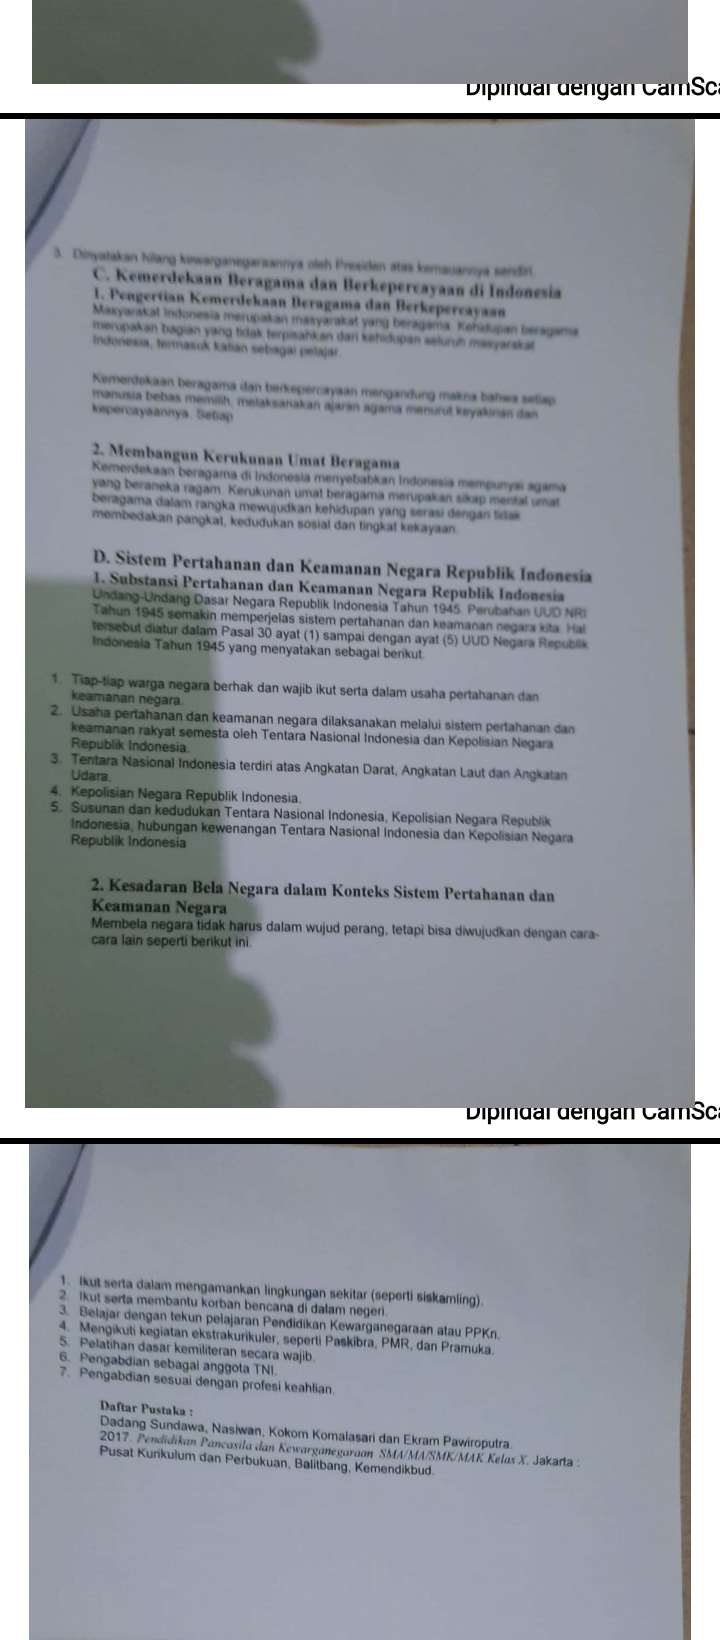 Dipindai dengan CamSca
3. Dinyatakan hilang kewarganegaraannya oleh Presiden atas kemauannya sendiri.
C. Kemerdekaan Beragama dan Berkepercayaan di Indonesia
1. Pengertian Kemerdekaan Beragama dan Berkepercayaan
Masyarakat Indonesia merupakan masyarakat yang beragama. Kehidupan beragama
merupakan bagian yang tidak terpisahkan dari kehidupan seluruh masyarakat
Indonesia, termasuk kalian sebagai pelajar.
Kemerdekaan beragama dan berkepercayaan mengandung makna bahwa setiap
manusia bebas memilih, melaksanakan ajaran agama menurut keyakinan dan
kepercayaannya. Setiap
2. Membangun Kerukunan Umat Beragama
Kemerdekaan beragama di Indonesia menyebabkan Indonesia mempunyai agama
yang beraneka ragam. Kerukunan umat beragama merupakan sikap mental umat
beragama dalam rangka mewujudkan kehidupan yang serasi dengan tidak
membedakan pangkat, kedudukan sosial dan tingkat kekayaan.
D. Sistem Pertahanan dan Keamanan Negara Republik Indonesia
1. Substansi Pertahanan dan Keamanan Negara Republik Indonesia
Undang-Undang Dasar Negara Republik Indonesia Tahun 1945. Perubahan UUD NRI
Tahun 1945 semakin memperjelas sistem pertahanan dan keamanan negara kita. Hal
tersebut diatur dalam Pasal 30 ayat (1) sampai dengan ayat (5) UUD Negara Republik
Indonesia Tahun 1945 yang menyatakan sebagai berikut.
1. Tiap-tiap warga negara berhak dan wajib ikut serta dalam usaha pertahanan dan
keamanan negara.
2. Usaha pertahanan dan keamanan negara dilaksanakan melalui sistem pertahanan dan
keamanan rakyat semesta oleh Tentara Nasional Indonesia dan Kepolisian Negara
Republik Indonesia.
3. Tentara Nasional Indonesia terdiri atas Angkatan Darat, Angkatan Laut dan Angkatan
Udara.
4. Kepolisian Negara Republik Indonesia.
5. Susunan dan kedudukan Tentara Nasional Indonesia, Kepolisian Negara Republik
Indonesia, hubungan kewenangan Tentara Nasional Indonesia dan Kepolisian Negara
Republik Indonesia
2. Kesadaran Bela Negara dalam Konteks Sistem Pertahanan dan
Keamanan Negara
Membela negara tidak harus dalam wujud perang, tetapi bisa diwujudkan dengan cara-
cara lain seperti berikut ini.
Dipindai dengan CamSca
1. Ikut serta dalam mengamankan lingkungan sekitar (seperti siskamling).
2. Ikut serta membantu korban bencana di dalam negeri.
3. Belajar dengan tekun pelajaran Pendidikan Kewarganegaraan atau PPKn.
4. Mengikuti kegiatan ekstrakurikuler, seperti Paskibra, PMR, dan Pramuka.
5. Pelatihan dasar kemiliteran secara wajib.
6. Pengabdian sebagai anggota TNI.
7. Pengabdian sesuai dengan profesi keahlian.
Daftar Pustaka :
Dadang Sundawa, Nasiwan, Kokom Komalasari dan Ekram Pawiroputra.
2017. Pendidikan Pancasila dan Kewarganegaraan SMA/MA/SMK/MAK Kelas X. Jakarta :
Pusat Kurikulum dan Perbukuan, Balitbang, Kemendikbud.